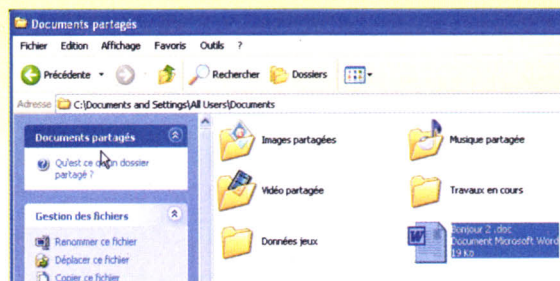 Documents partagés
Fichier Edition Affichage Favoris Outils ?
Précédente Rechercher Dossiers
Adresse C:\Documents and Settings\All Users\Documents
Documents partagés
Qu'est ce qu'un dossier
partagé ?
Gestion des fichiers
Renommer ce fichier
Déplacer ce fichier
Copier ce fichier
Images partagées
Musique partagée
Vidéo partagée
Travaux en cours
Données jeux
Bonjour 2 .doc
Document Microsoft Word
19 Ko